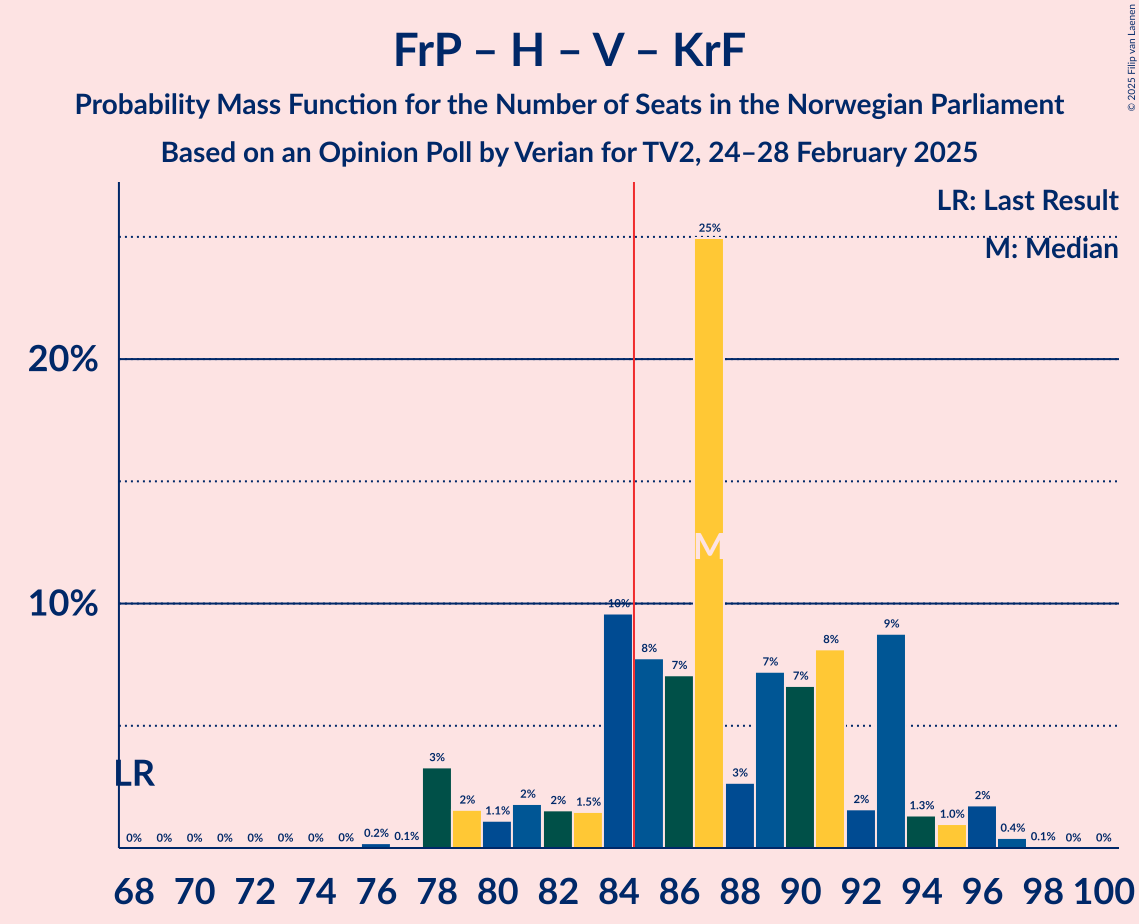 FrP – H – V – KrF
Probability Mass Function for the Number of Seats in the Norwegian Parliament
Based on an Opinion Poll by Verian for TV2, 24–28 February 2025
© 2025 Filip van Laenen
LR: Last Result
M: Median
20%
10%
LR
M
0% 0% 0% 0% 0% 0% 0% 0% 0.2% 0.1% 3% 2% 1.1% 2% 2% 1.5% 10% 8% 7% 25% 3% 7% 7% 8% 2% 9% 1.3% 1.0% 2% 0.4% 0.1% 0% 0%
68 70 72 74 76 78 80 82 84 86 88 90 92 94 96 98 100